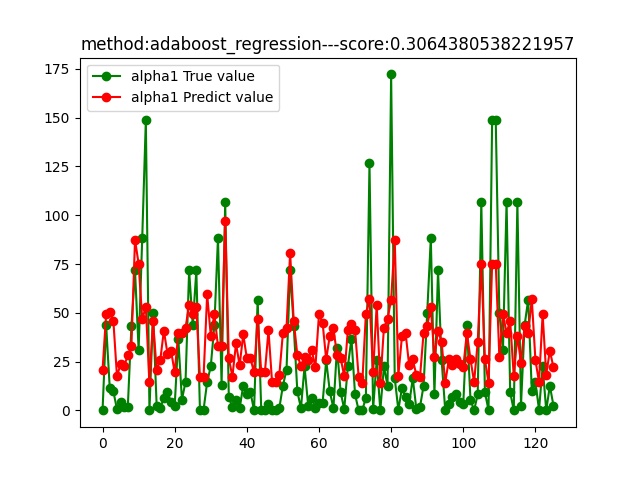 method:adaboost_regression---score:0.3064380538221957
alpha1 True value
alpha1 Predict value
175
150
125
100
75
50
25
0
0 20 40 60 80 100 120